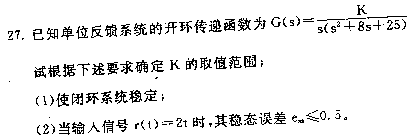 27. 已知单位反馈系统的开环传递函数为 G(s)=K/s(s²+8s+25)
试根据下述要求确定 K 的取值范围；
(1)使闭环系统稳定；
(2)当输入信号 r(t)=2t 时,其稳态误差 eₛₛ≤0.5。